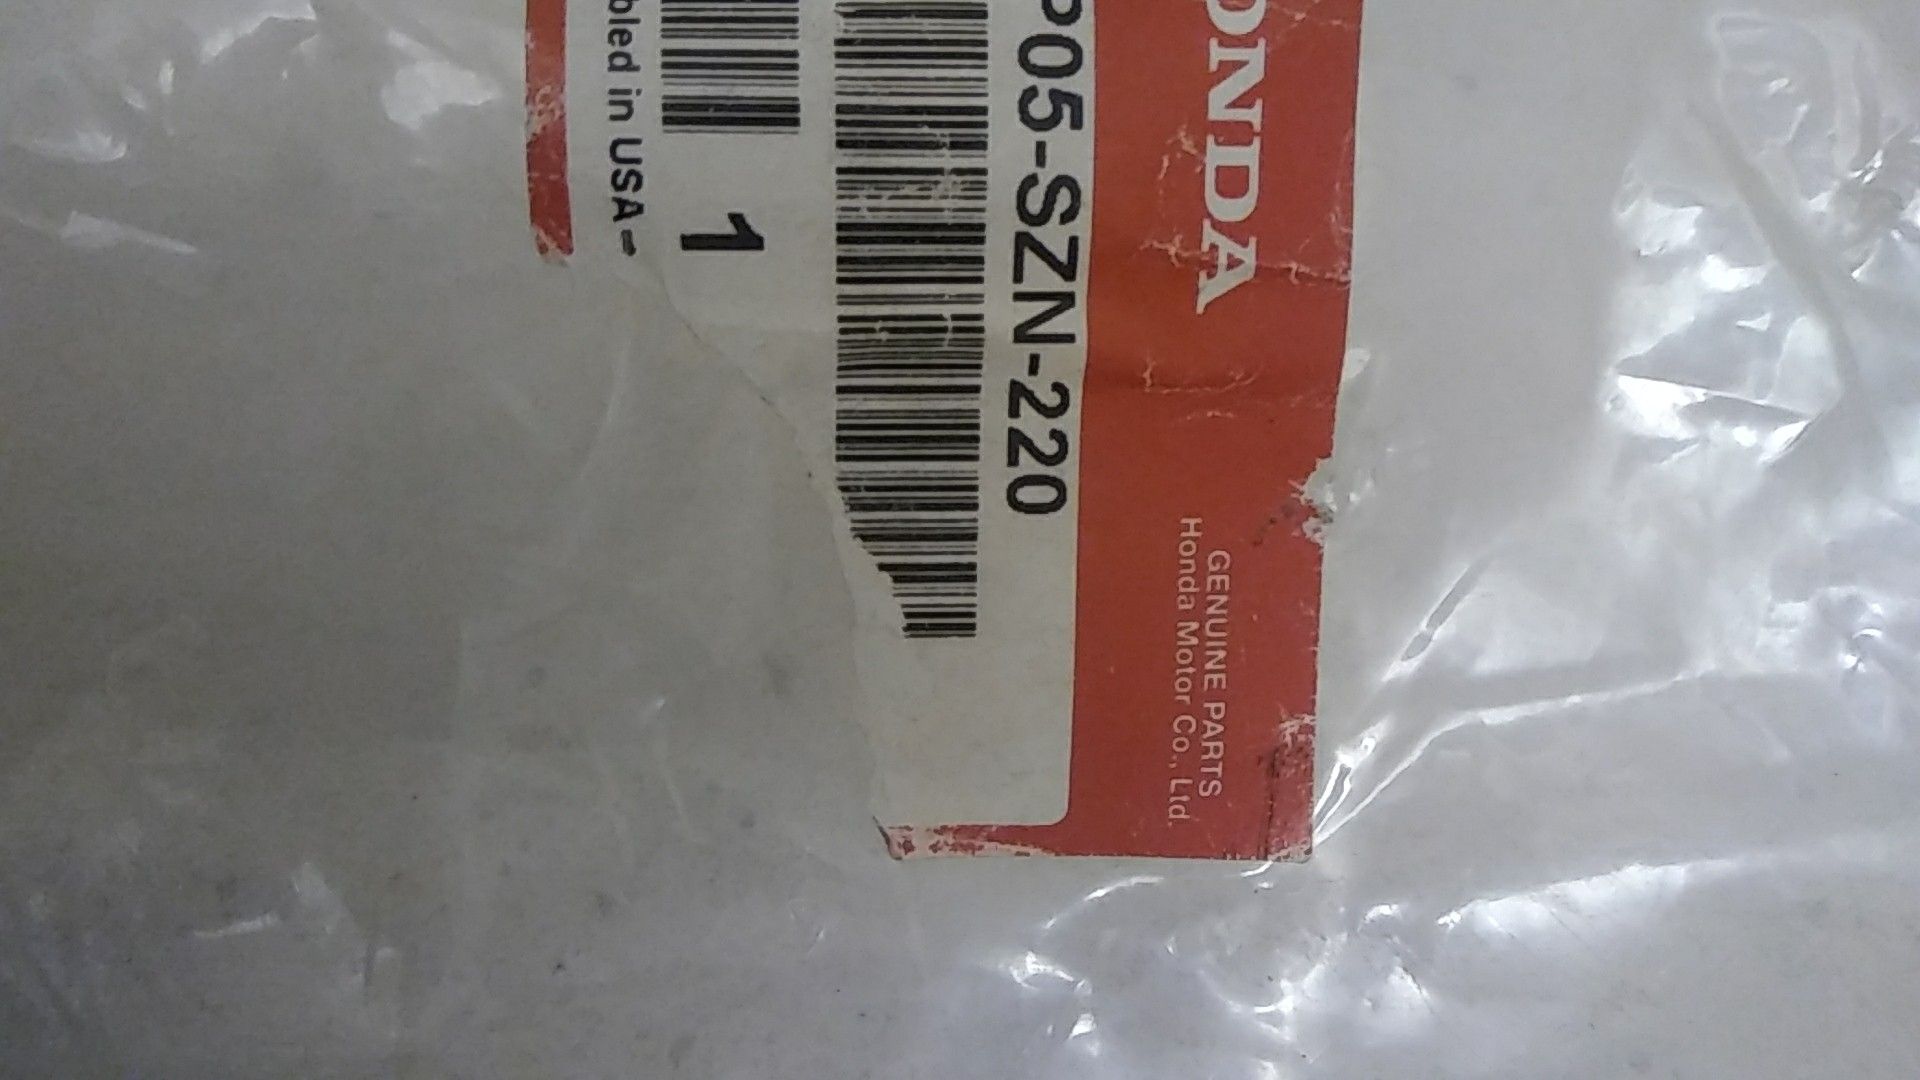 ONDA
GENUINE PARTS
Honda Motor Co., Ltd.
P05-SZN-220
1
bled in USA